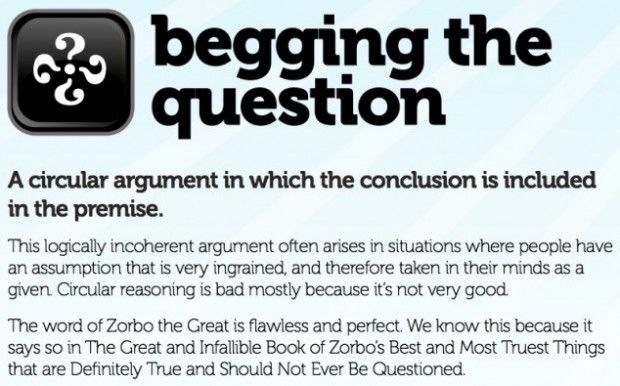 begging the
question
A circular argument in which the conclusion is included
in the premise.
This logically incoherent argument often arises in situations where people have
an assumption that is very ingrained, and therefore taken in their minds as a
given. Circular reasoning is bad mostly because it's not very good.
The word of Zorbo the Great is flawless and perfect. We know this because it
says so in The Great and Infallible Book of Zorbo's Best and Most Truest Things
that are Definitely True and Should Not Ever Be Questioned.